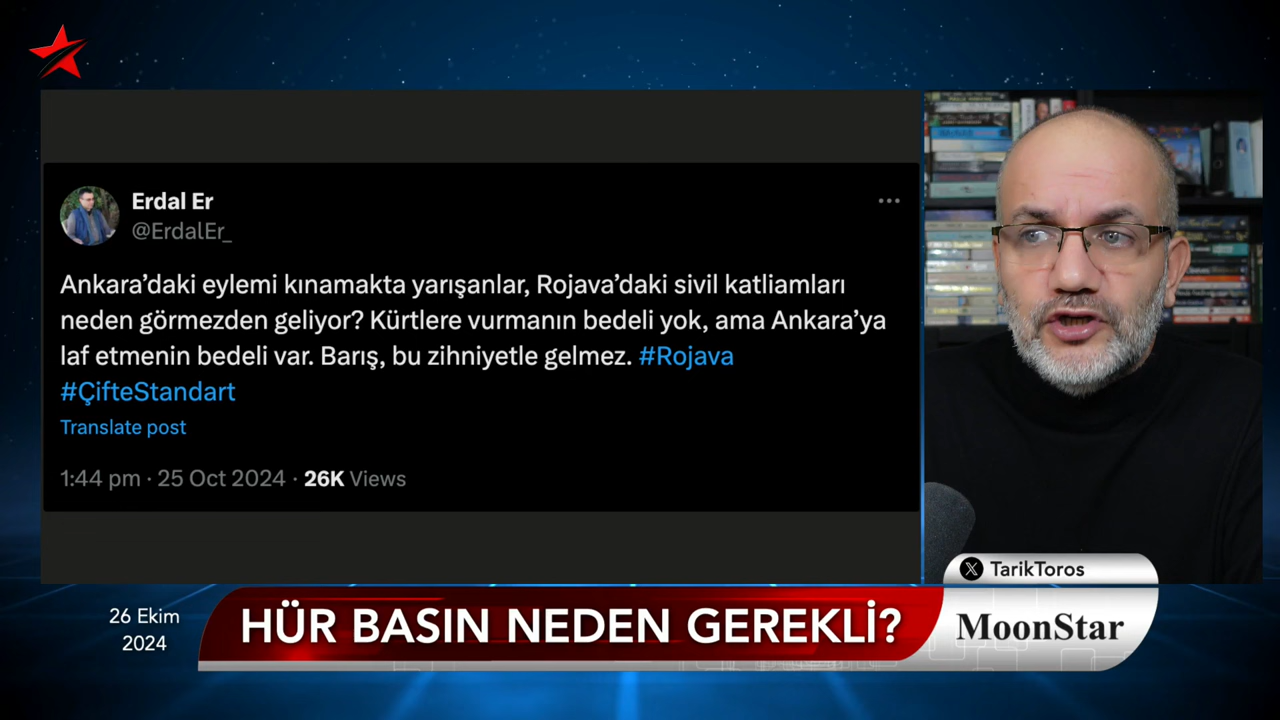 Erdal Er
@ErdalEr_
Ankara’daki eylemi kınamakta yarışanlar, Rojava’daki sivil katliamları
neden görmezden geliyor? Kürtlere vurmanın bedeli yok, ama Ankara’ya
laf etmenin bedeli var. Barış, bu zihniyetle gelmez. #Rojava
#ÇifteStandart
Translate post
1:44 pm · 25 Oct 2024 · 26K Views
TarikToros
26 Ekim
2024
HÜR BASIN NEDEN GEREKLİ?
MoonStar